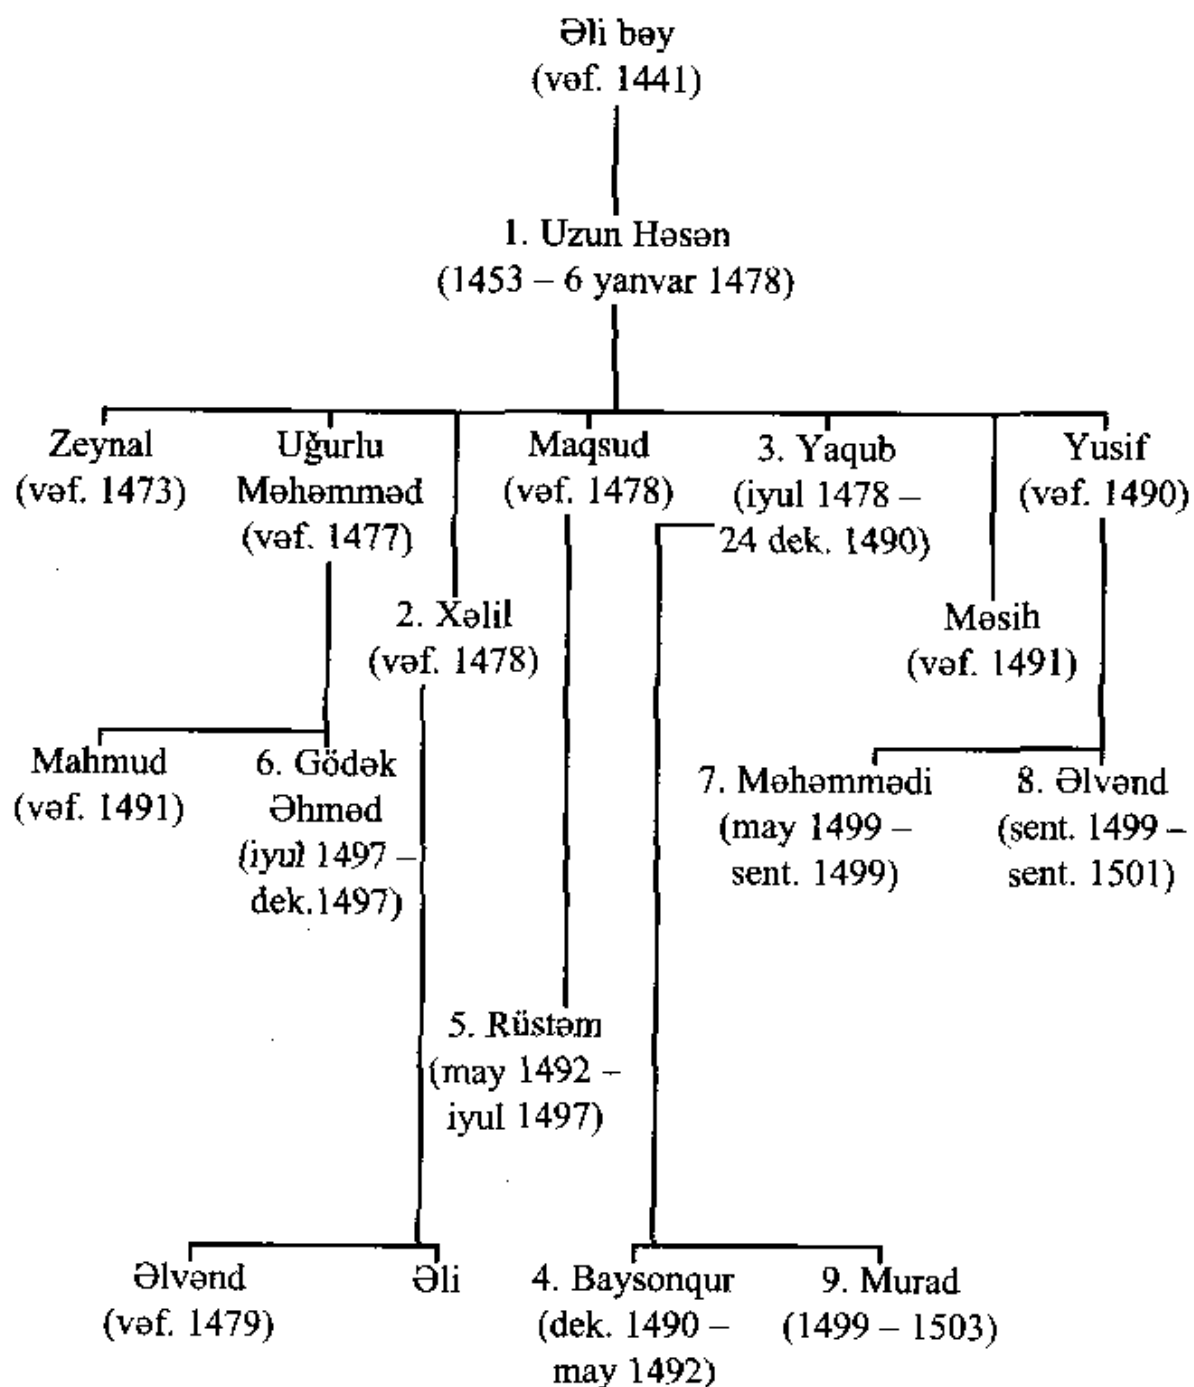 Əli bəy
(vəf. 1441)
1. Uzun Həsən
(1453 – 6 yanvar 1478)
Zeynal
(vəf. 1473)
Uğurlu
Məhəmməd
(vəf. 1477)
2. Xəlil
(vəf. 1478)
Maqsud
(vəf. 1478)
3. Yaqub
(iyul 1478 –
24 dek. 1490)
Məsih
(vəf. 1491)
Yusif
(vəf. 1490)
Mahmud
(vəf. 1491)
6. Gödək
Əhməd
(iyul 1497 –
dek.1497)
7. Məhəmmədi
(may 1499 –
sent. 1499)
8. Əlvənd
(sent. 1499 –
sent. 1501)
5. Rüstəm
(may 1492 –
iyul 1497)
Əlvənd
(vəf. 1479)
Əli
4. Baysonqur
(dek. 1490 –
may 1492)
9. Murad
(1499 – 1503)